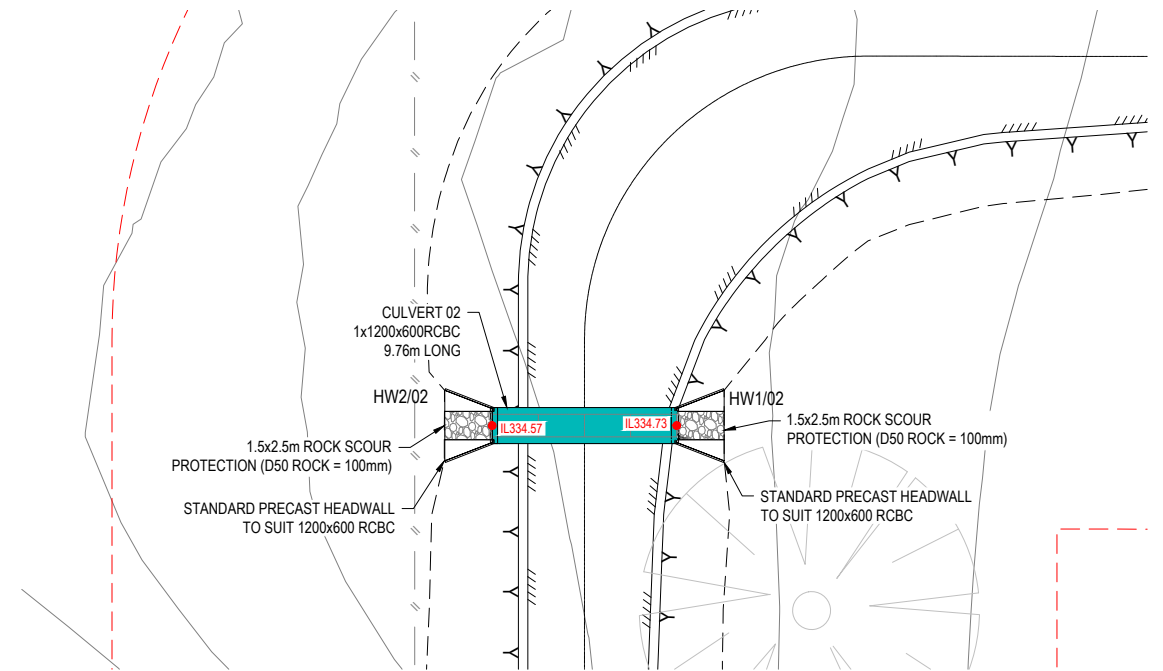 CULVERT 02
1x1200x600RCBC
9.76m LONG
HW2/02
HW1/02
IL334.57
IL334.73
1.5x2.5m ROCK SCOUR
PROTECTION (D50 ROCK = 100mm)
1.5x2.5m ROCK SCOUR
PROTECTION (D50 ROCK = 100mm)
STANDARD PRECAST HEADWALL
TO SUIT 1200x600 RCBC
STANDARD PRECAST HEADWALL
TO SUIT 1200x600 RCBC